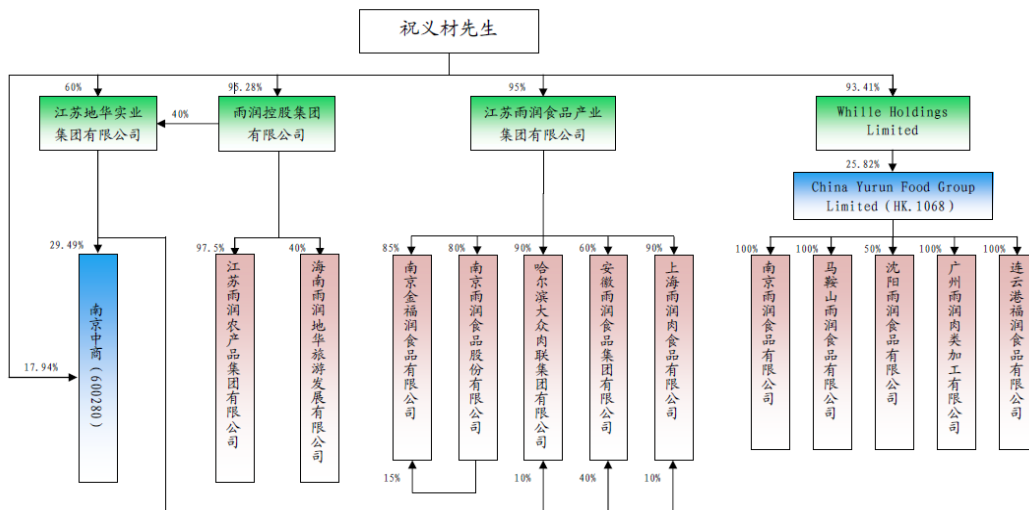 祝义材先生
60%
95.28%
95%
93.41%
江苏地华实业
集团有限公司
40%
雨润控股集团
有限公司
江苏雨润食品产业
集团有限公司
Whille Holdings
Limited
25.82%
China Yurun Food Group
Limited (HK.1068)
29.49%
97.5%
40%
85%
80%
90%
60%
90%
100%
100%
50%
100%
100%
南京中商(600280)
江苏雨润农产品集团有限公司
海南雨润地华旅游发展有限公司
南京金福润食品有限公司
南京雨润食品股份有限公司
哈尔滨大众肉联集团有限公司
安徽雨润食品集团有限公司
上海雨润肉食品有限公司
南京雨润食品有限公司
马鞍山雨润食品有限公司
沈阳雨润食品有限公司
广州雨润肉类加工有限公司
连云港福润食品有限公司
17.94%
15%
10%
40%
10%